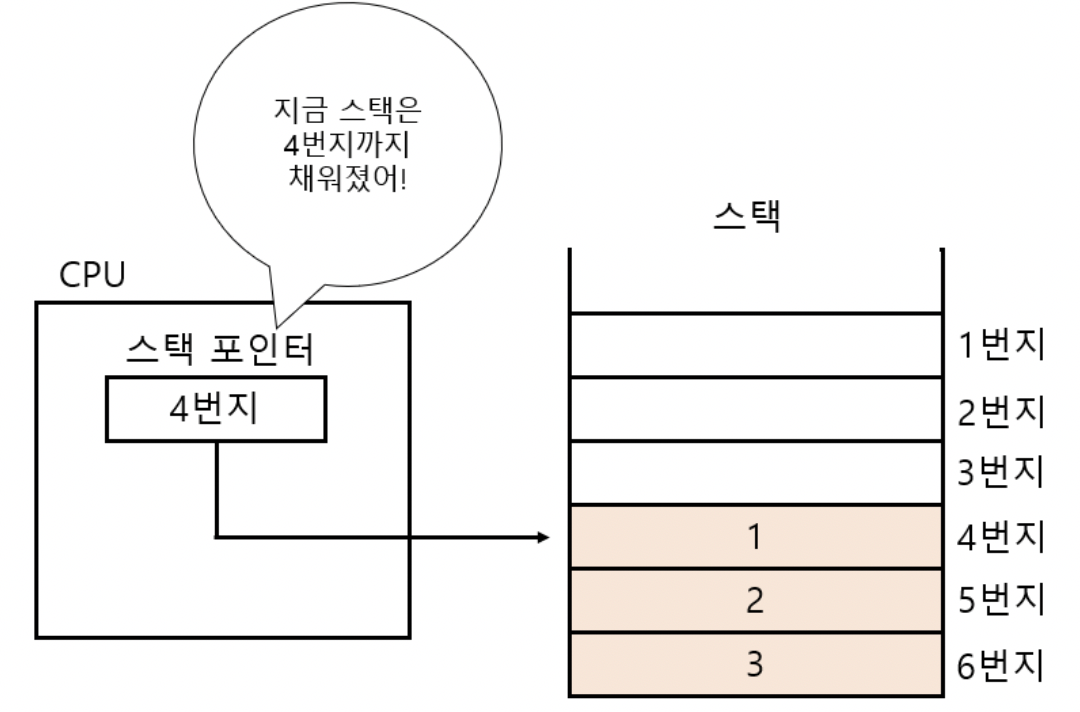 지금 스택은
4번지까지
채워졌어!
CPU
스택 포인터
4번지
스택
1번지
2번지
3번지
1 4번지
2 5번지
3 6번지